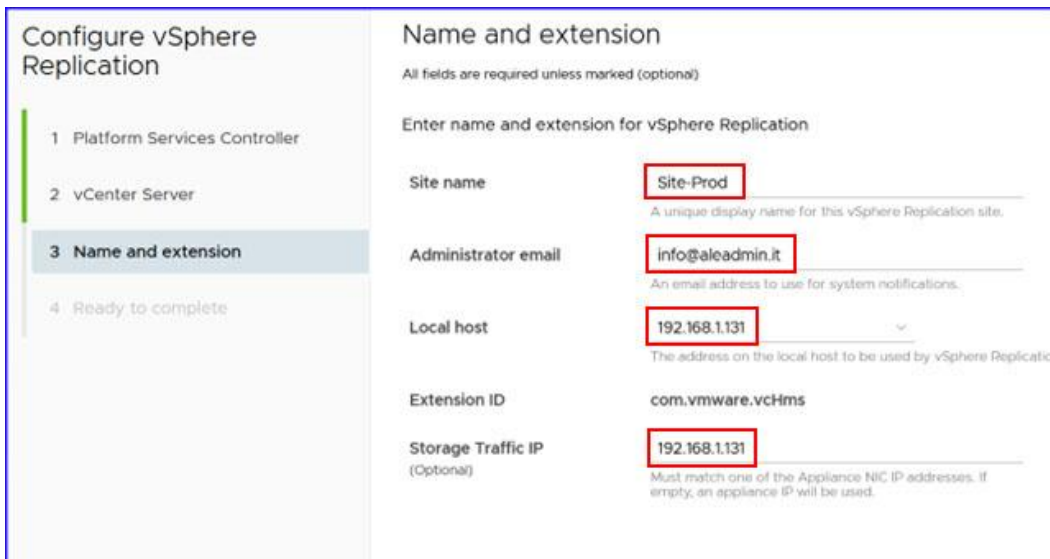 Configure vSphere
Replication
1 Platform Services Controller
2 vCenter Server
3 Name and extension
4 Ready to complete
Name and extension
All fields are required unless marked (optional)
Enter name and extension for vSphere Replication
Site name
Site-Prod
A unique display name for this vSphere Replication site.
Administrator email
info@aleadmin.it
An email address to use for system notifications.
Local host
192.168.1.131
The address on the local host to be used by vSphere Replicatio
Extension ID
com.vmware.vcHms
Storage Traffic IP
(Optional)
192.168.1.131
Must match one of the Appliance NIC IP addresses. If
empty, an appliance IP will be used.